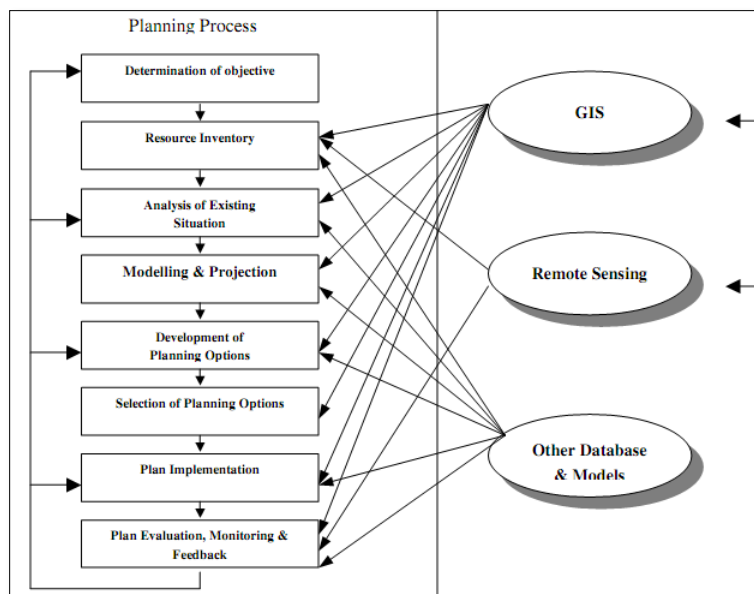 Planning Process
Determination of objective
Resource Inventory
Analysis of Existing
Situation
Modelling & Projection
Development of
Planning Options
Selection of Planning Options
Plan Implementation
Plan Evaluation, Monitoring &
Feedback
GIS
Remote Sensing
Other Database
& Models